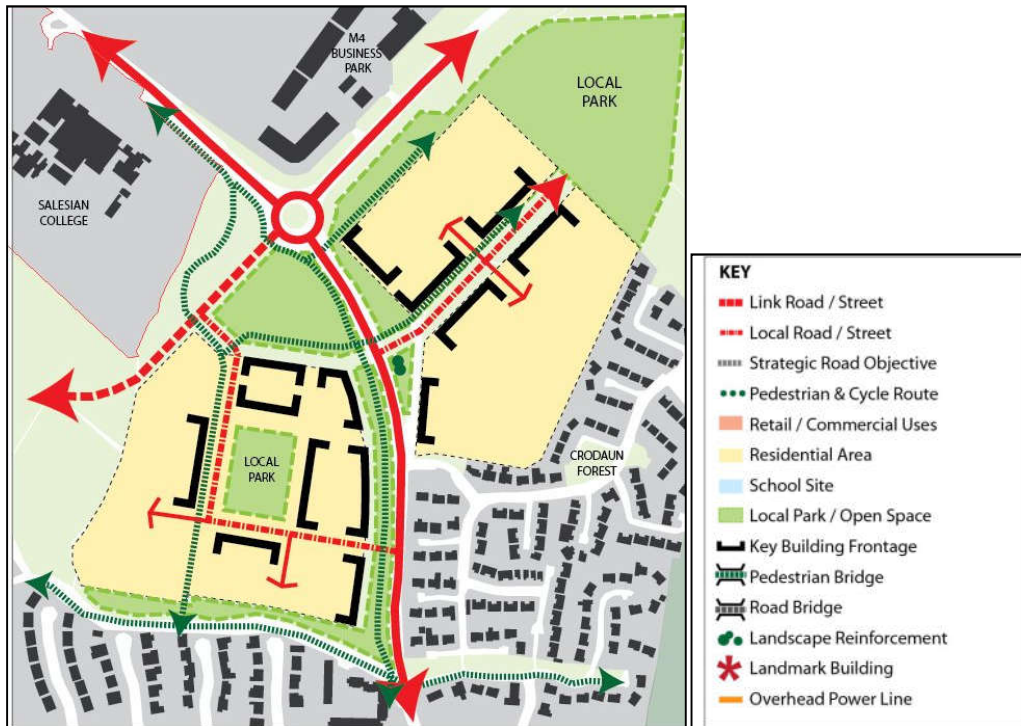 M4
BUSINESS
PARK
LOCAL
PARK
SALESIAN
COLLEGE
LOCAL
PARK
CRODAUN
FOREST
KEY
Link Road / Street
Local Road / Street
Strategic Road Objective
Pedestrian & Cycle Route
Retail / Commercial Uses
Residential Area
School Site
Local Park / Open Space
Key Building Frontage
Pedestrian Bridge
Road Bridge
Landscape Reinforcement
Landmark Building
Overhead Power Line